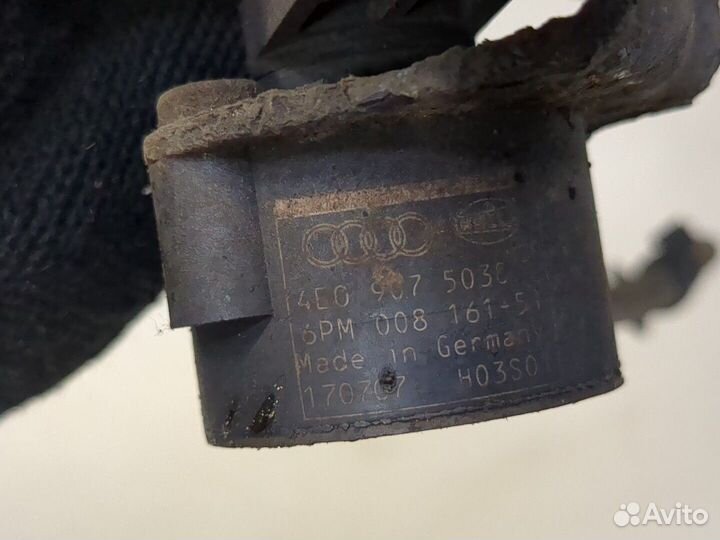 4E0 907 503C
6PM 008 161-5
Made in Germany
170707 H03S0
Avito